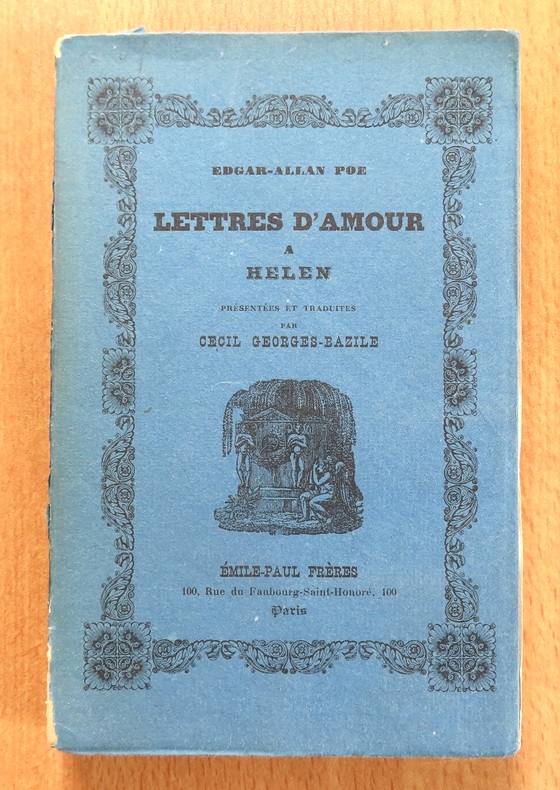 EDGAR-ALLAN POE
LETTRES D'AMOUR
A
HELEN
PRÉSENTÉES ET TRADUITES
PAR
CECIL GEORGES-BAZILE
ÉMILE-PAUL FRÈRES
100, Rue du Faubourg-Saint-Honoré, 100
Paris